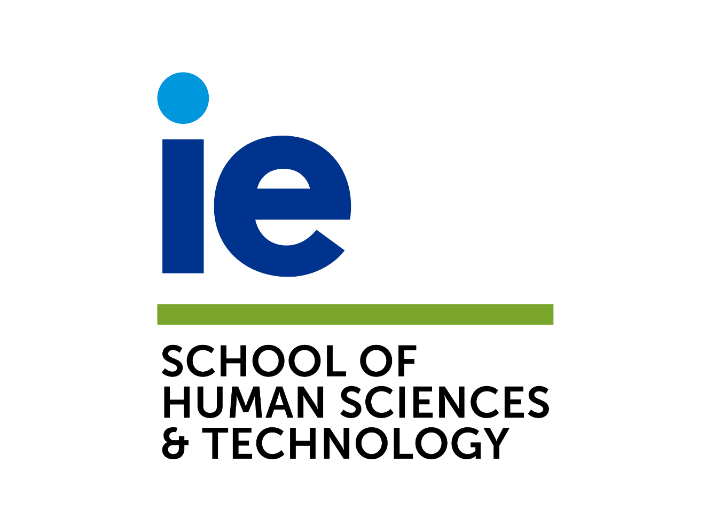 ie
SCHOOL OF
HUMAN SCIENCES
& TECHNOLOGY